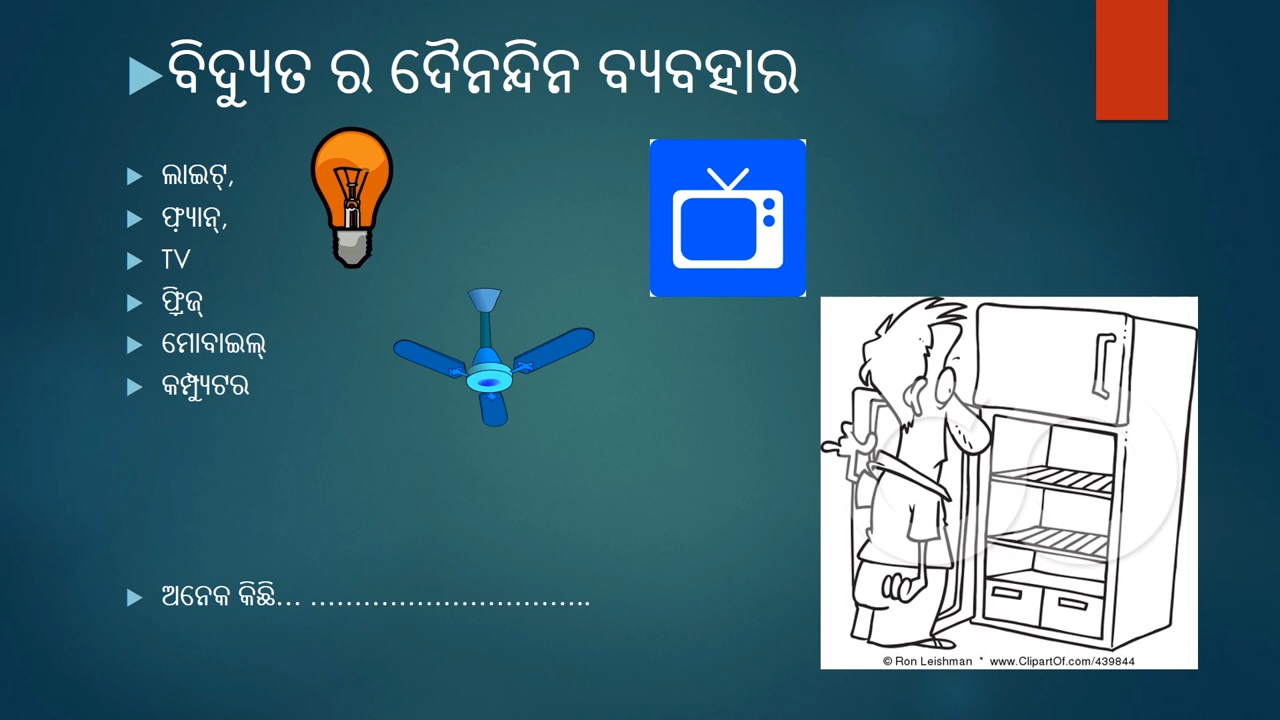 ବିଦ୍ୟୁତ ର ଦୈନନ୍ଦିନ ବ୍ୟବହାର
ଲାଇଟ୍,
ଫ୍ୟାନ୍,
TV
ଫ୍ରିଜ୍
ମୋବାଇଲ୍
କମ୍ପ୍ୟୁଟର
ଅନେକ କିଛି... ................................
© Ron Leishman * www.ClipartOf.com/439844